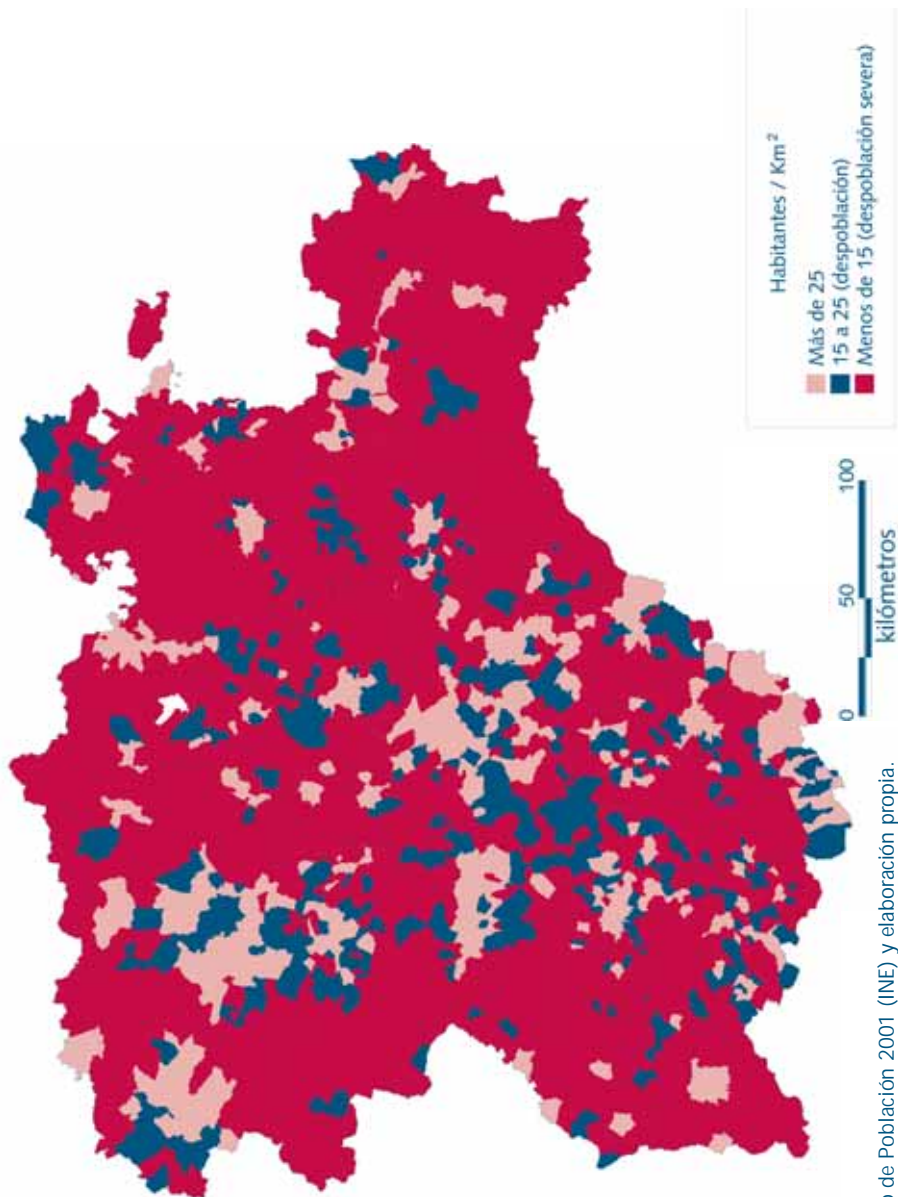 Habitantes / Km²
Más de 25
15 a 25 (despoblación)
Menos de 15 (despoblación severa)
0 50 100
kilómetros
de Población 2001 (INE) y elaboración propia.